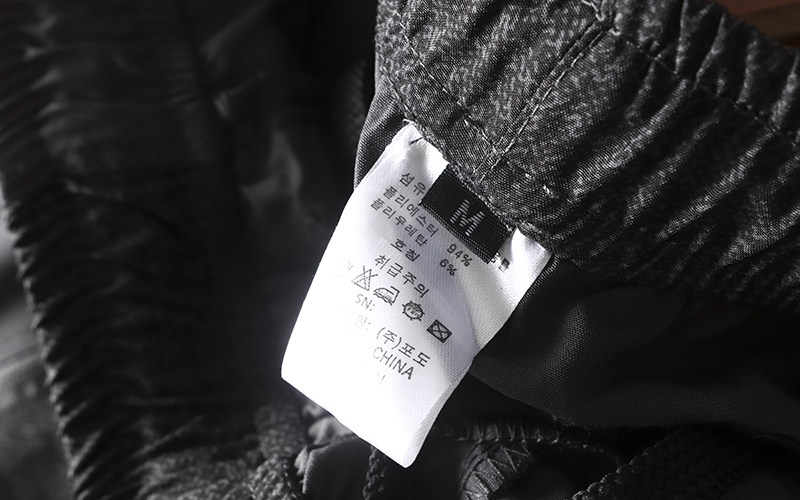 M
섬유
폴리에스터 94%
폴리우레탄 6%
호칭
취급주의
SN:
(주)포도
CHINA
M